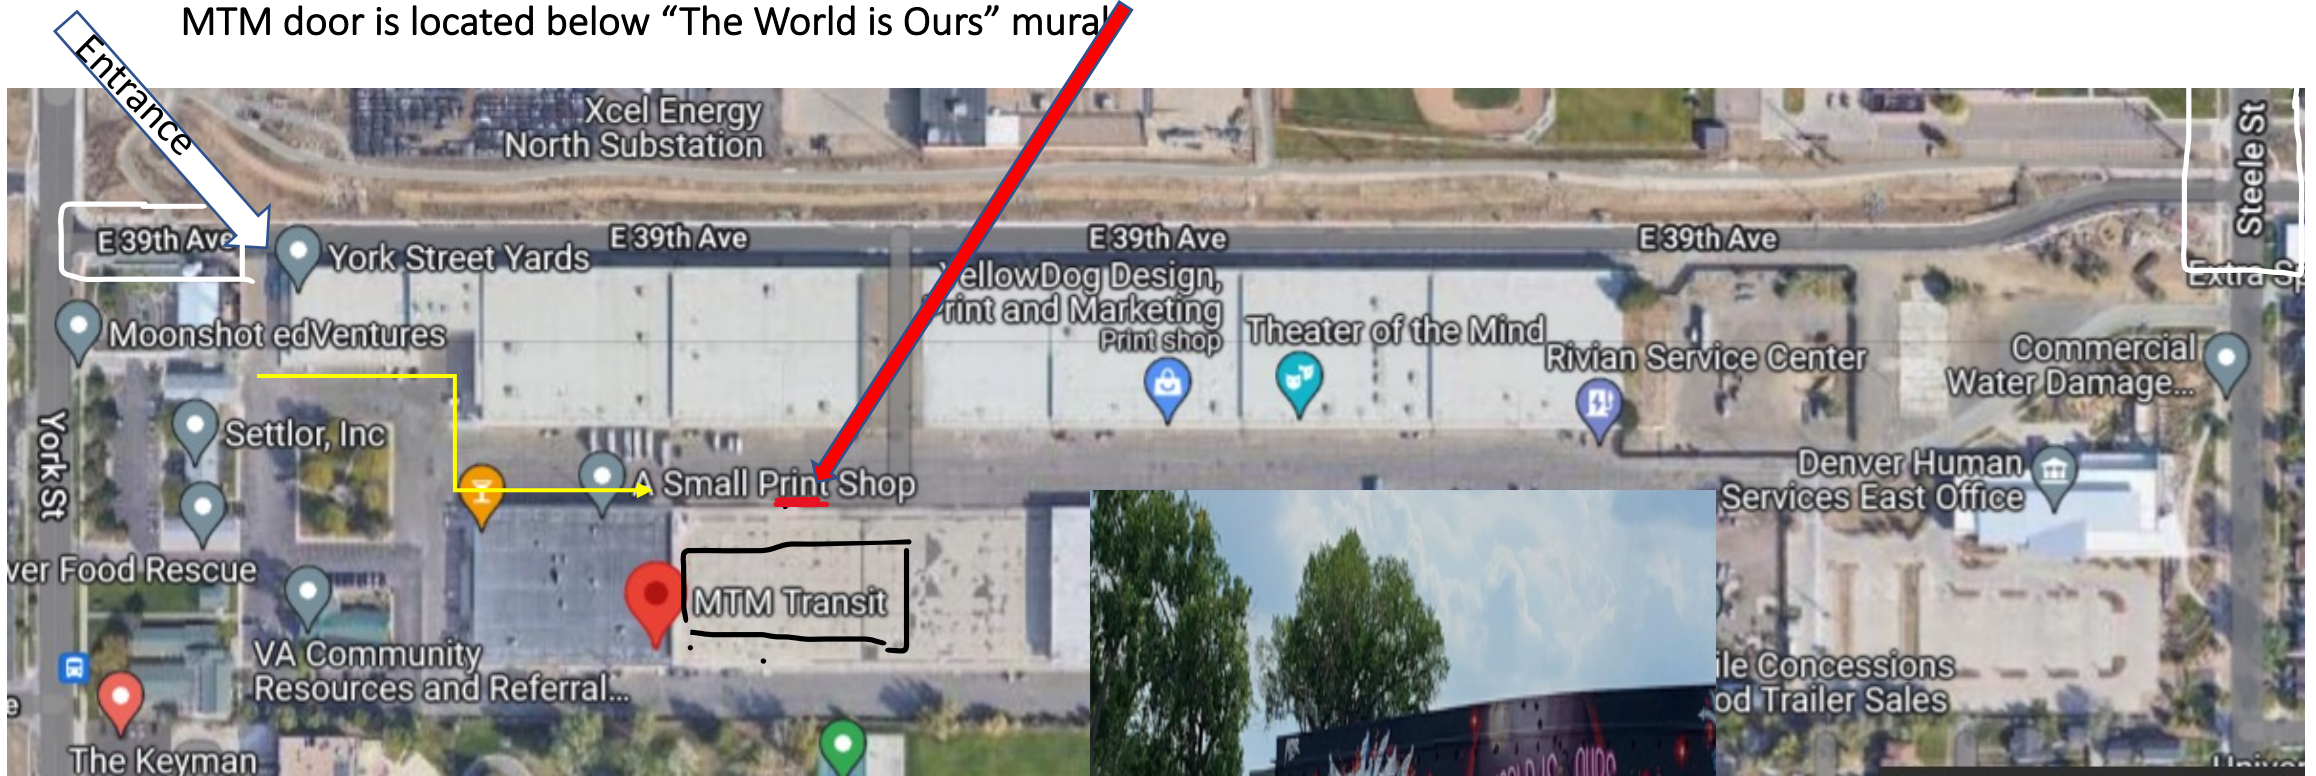 MTM door is located below “The World is Ours” mural
Entrance
Xcel Energy
North Substation
Steele St
E 39th Ave
E 39th Ave
E 39th Ave
E 39th Ave
York Street Yards
Extra
YellowDog Design,
Print and Marketing
Print shop
Moonshot edVentures
Theater of the Mind
Rivian Service Center
Commercial
Water Damage...
York St
Settlor, Inc
A Small Print Shop
Denver Human
Services East Office
ver Food Rescue
MTM Transit
VA Community
Resources and Referral...
ile Concessions
od Trailer Sales
The Keyman
IS OURS